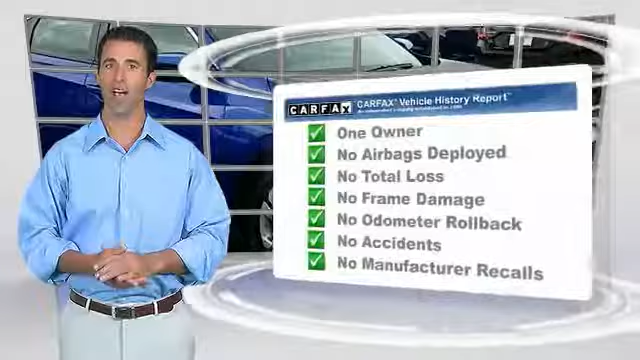 CARFAX CARFAX Vehicle History Report™
One Owner
No Airbags Deployed
No Total Loss
No Frame Damage
No Odometer Rollback
No Accidents
No Manufacturer Recalls